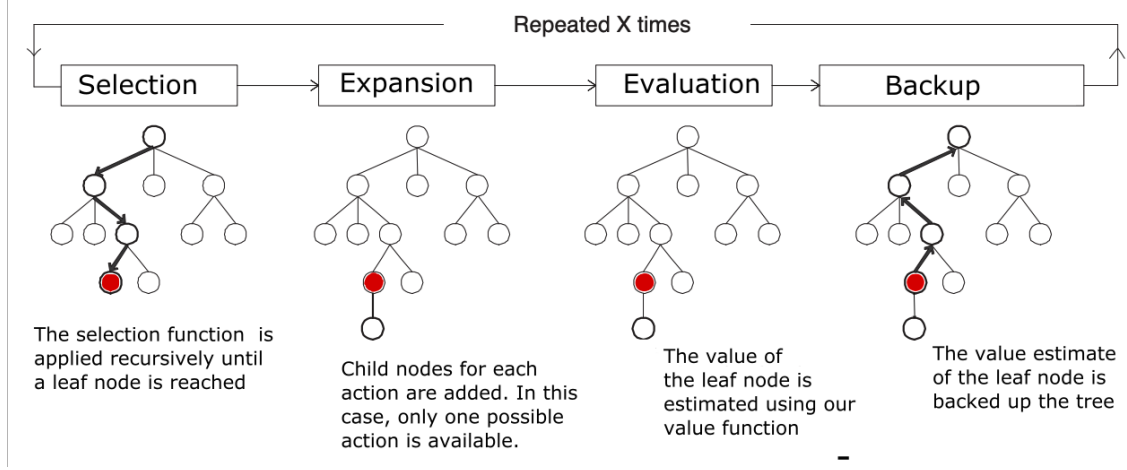 Repeated X times
Selection
Expansion
Evaluation
Backup
The selection function is
applied recursively until
a leaf node is reached
Child nodes for each
action are added. In this
case, only one possible
action is available.
The value of
the leaf node is
estimated using our
value function
The value estimate
of the leaf node is
backed up the tree